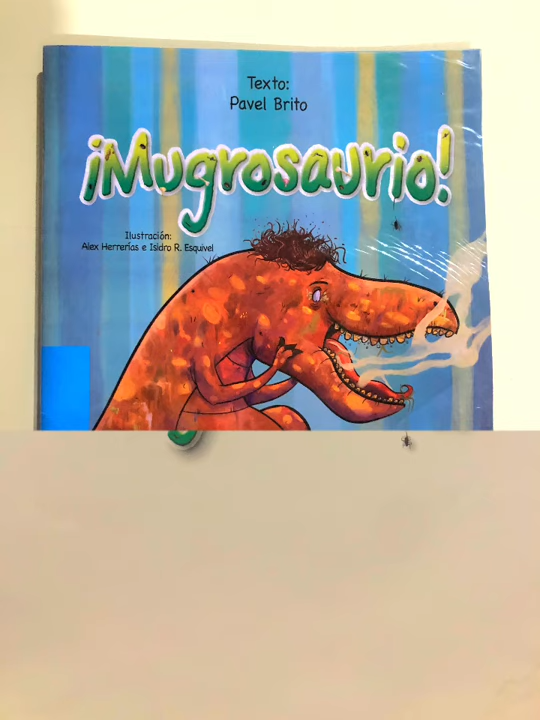 Texto:
Pavel Brito
¡Mugrosaurio!
Ilustración:
Alex Herrerías e Isidro R. Esquivel